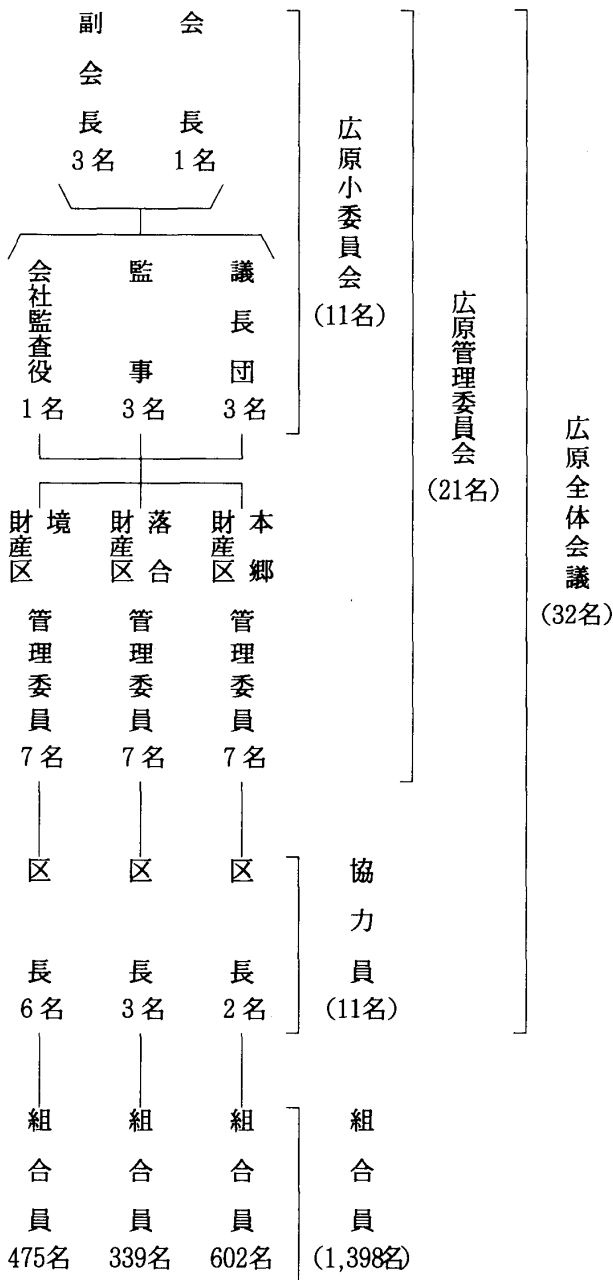 会長
1名
副会長
3名
議長団
3名
監事
3名
会社監査役
1名
広原小委員会
(11名)
本郷
財産区
管理委員
7名
落合
財産区
管理委員
7名
境
財産区
管理委員
7名
広原管理委員会
(21名)
区長
2名
区長
3名
区長
6名
協力員
(11名)
広原全体会議
(32名)
組合員
602名
組合員
339名
組合員
475名
組合員
(1,398名)